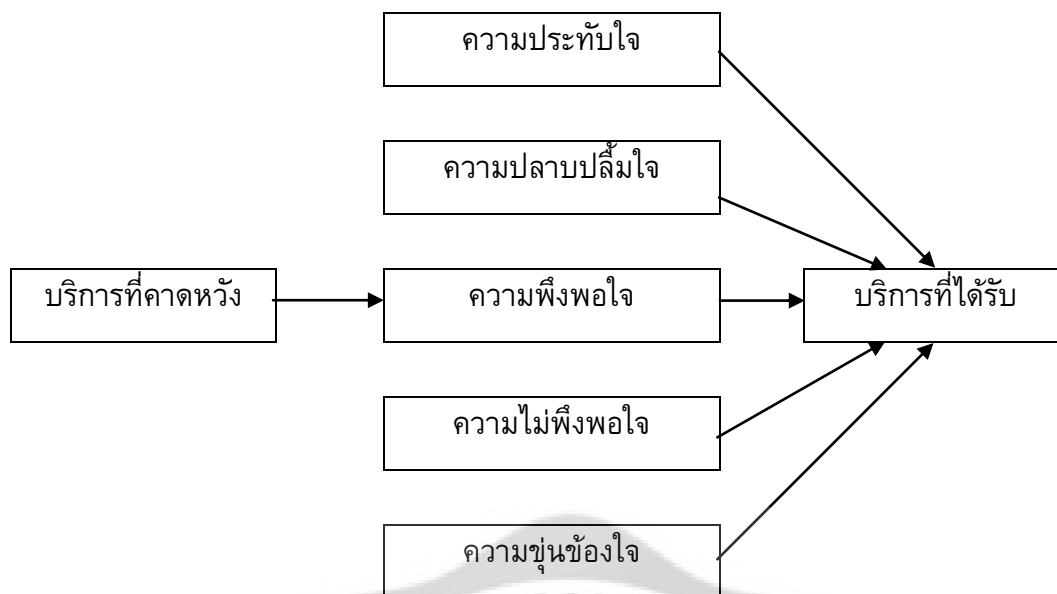 ความประทับใจ
ความปลาบปลื้มใจ
บริการที่คาดหวัง
ความพึงพอใจ
บริการที่ได้รับ
ความไม่พึงพอใจ
ความขุ่นข้องใจ